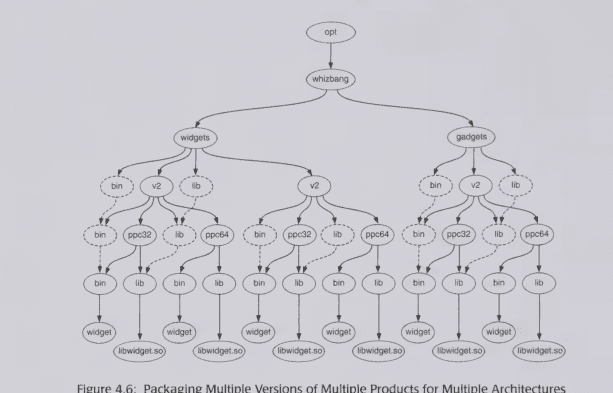 opt
whizbang
widgets gadgets
bin v2 lib v2 bin v2 lib
bin ppc32 lib ppc64 bin ppc32 lib ppc64 bin ppc32 lib ppc64
bin lib bin lib bin lib bin lib bin lib bin lib
widget widget widget widget widget widget
libwidget.so libwidget.so libwidget.so libwidget.so libwidget.so libwidget.so
Figure 4.6: Packaging Multiple Versions of Multiple Products for Multiple Architectures